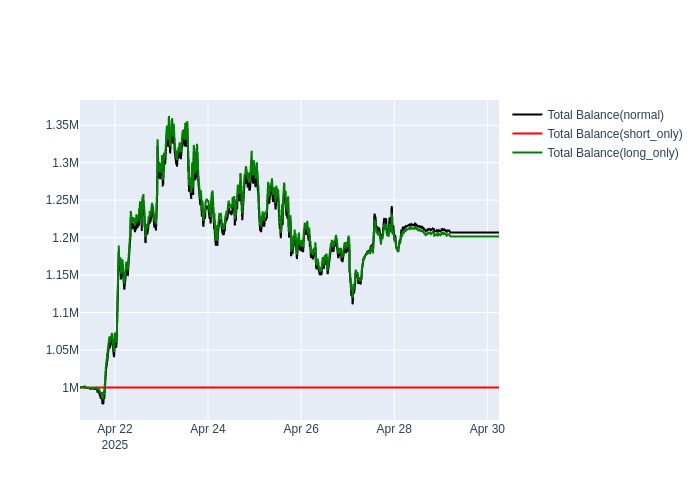 1.35M
1.3M
1.25M
1.2M
1.15M
1.1M
1.05M
1M
Apr 22
2025
Apr 24
Apr 26
Apr 28
Apr 30
Total Balance(normal)
Total Balance(short_only)
Total Balance(long_only)